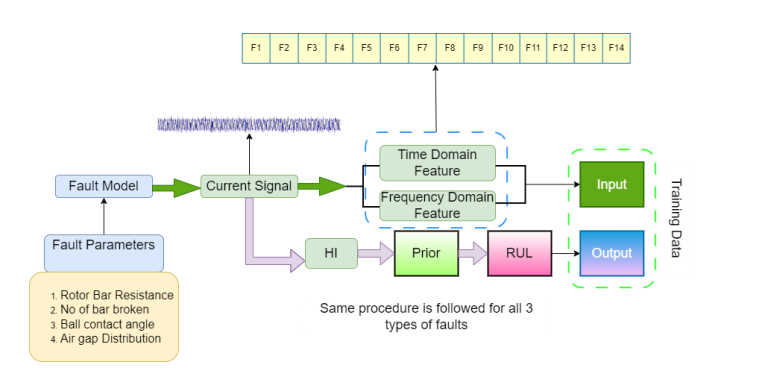 F1 F2 F3 F4 F5 F6 F7 F8 F9 F10 F11 F12 F13 F14
Time Domain
Feature
Fault Model
Current Signal
Input
Frequency Domain
Feature
Training Data
Fault Parameters
HI
Prior
RUL
Output
1. Rotor Bar Resistance
2. No of bar broken
3. Ball contact angle
4. Air gap Distribution
Same procedure is followed for all 3
types of faults